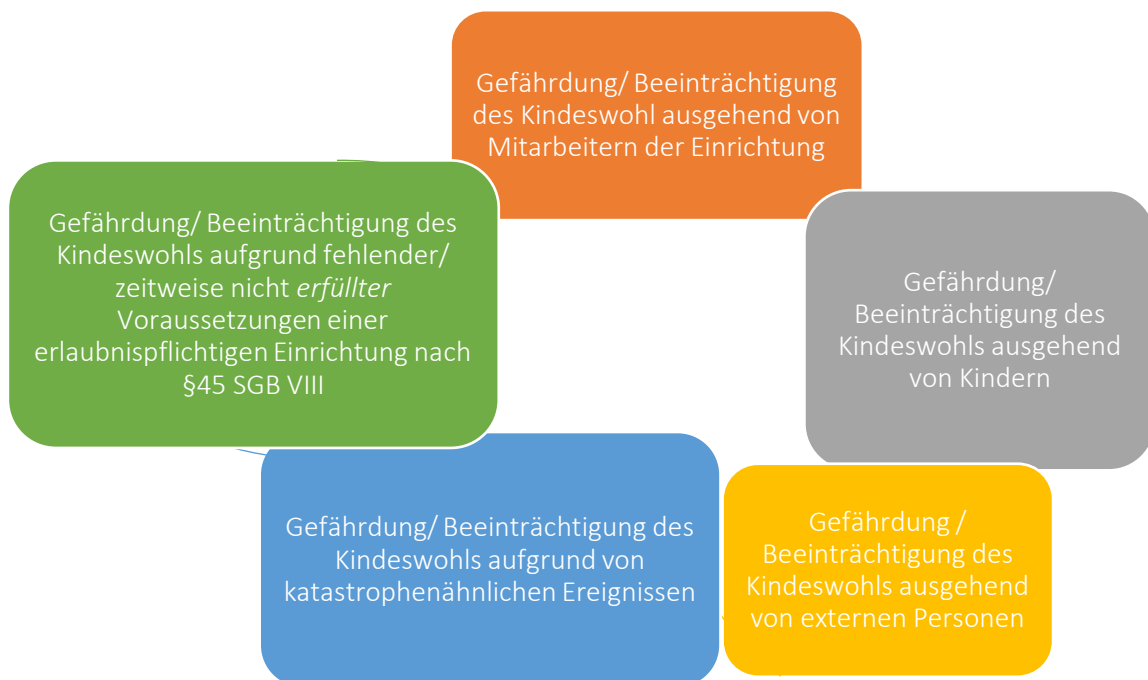 Gefährdung/ Beeinträchtigung
des Kindeswohl ausgehend von
Mitarbeitern der Einrichtung
Gefährdung/
Beeinträchtigung des
Kindeswohls ausgehend
von Kindern
Gefährdung /
Beeinträchtigung des
Kindeswohls ausgehend
von externen Personen
Gefährdung/ Beeinträchtigung des
Kindeswohls aufgrund von
katastrophenähnlichen Ereignissen
Gefährdung/ Beeinträchtigung des
Kindeswohls aufgrund fehlender/
zeitweise nicht erfüllter
Voraussetzungen einer
erlaubnispflichtigen Einrichtung nach
§45 SGB VIII